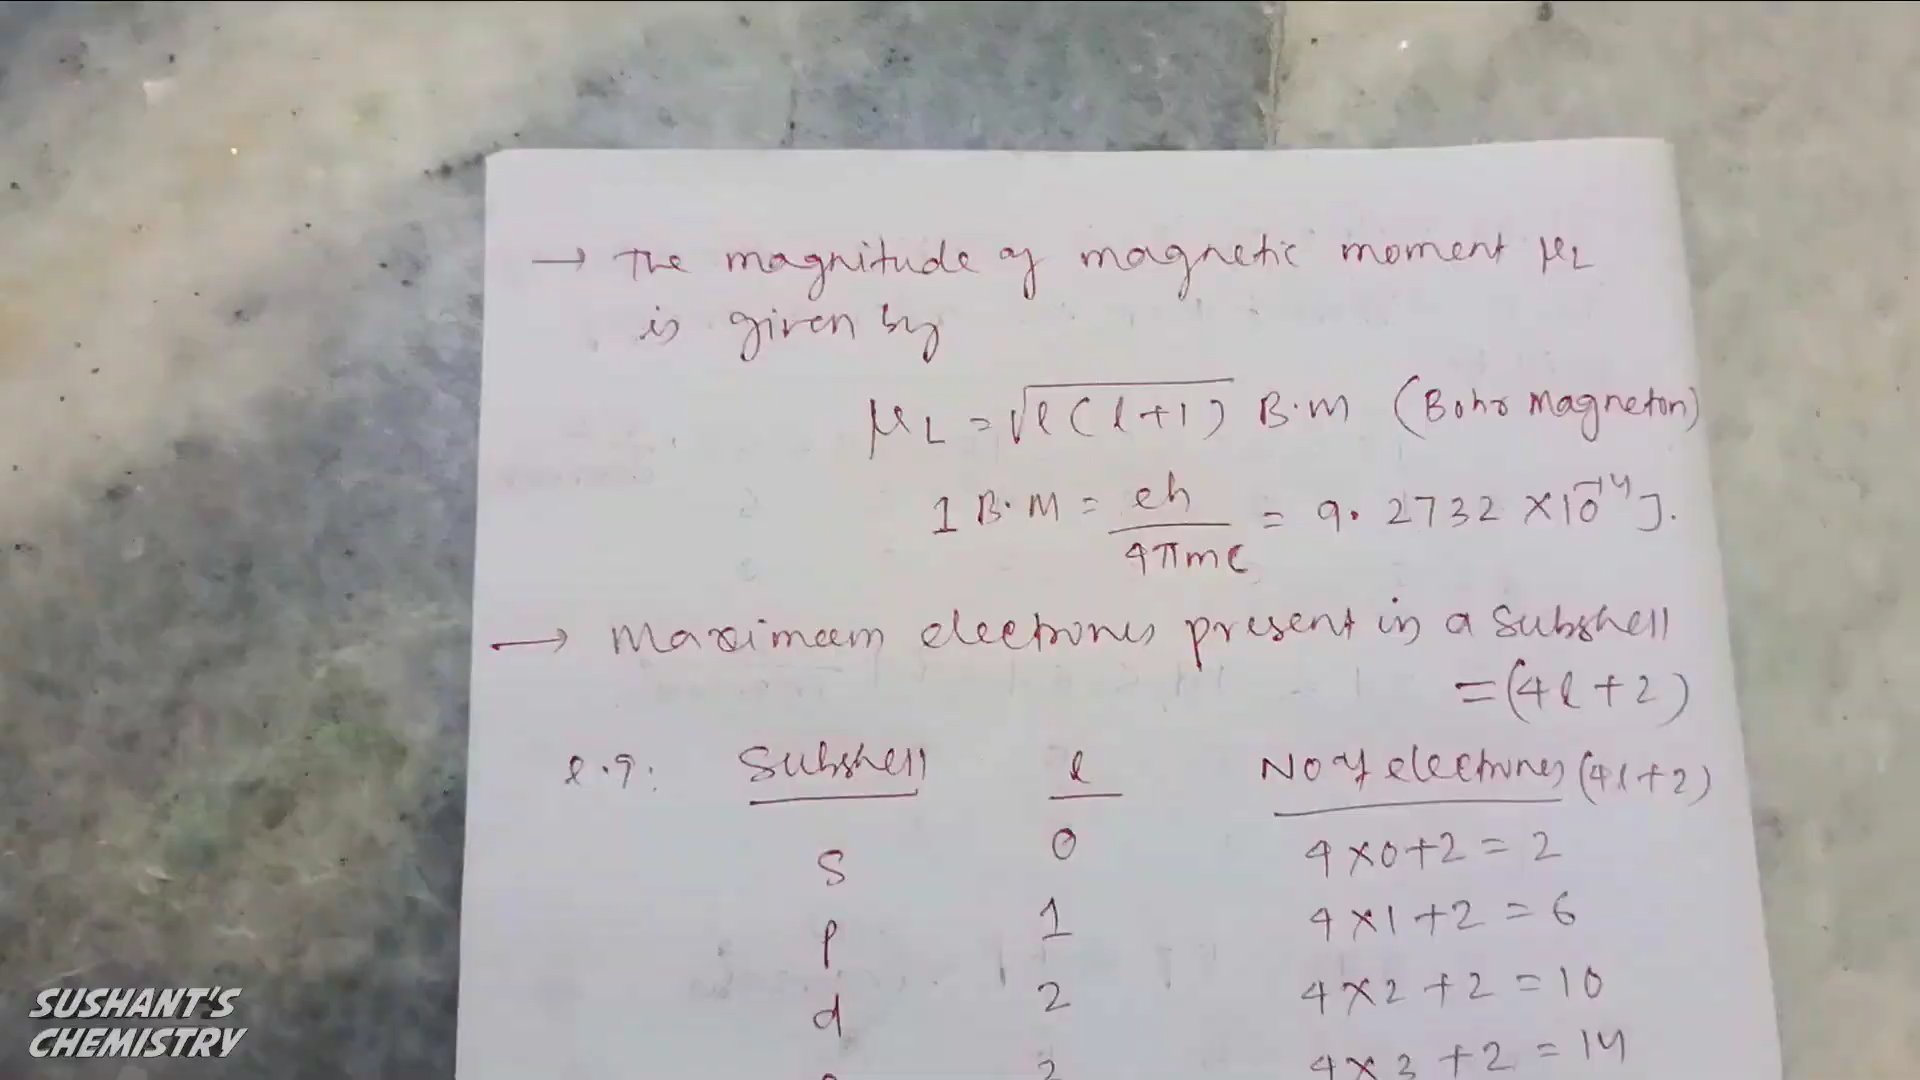 → The magnitude of magnetic moment μL
is given by
μL = √l(l+1) B.M (Bohr Magneton)
1 B.M = eh/4πmc = 9.2732 × 10⁻¹⁴ J.
→ Maximum electrones present in a Subshell
= (4l+2)
e.g: Subshell l No of electrones (4l+2)
S 0 4×0+2 = 2
p 1 4×1+2 = 6
d 2 4×2+2 = 10
4×3+2 = 14
SUSHANT'S
CHEMISTRY